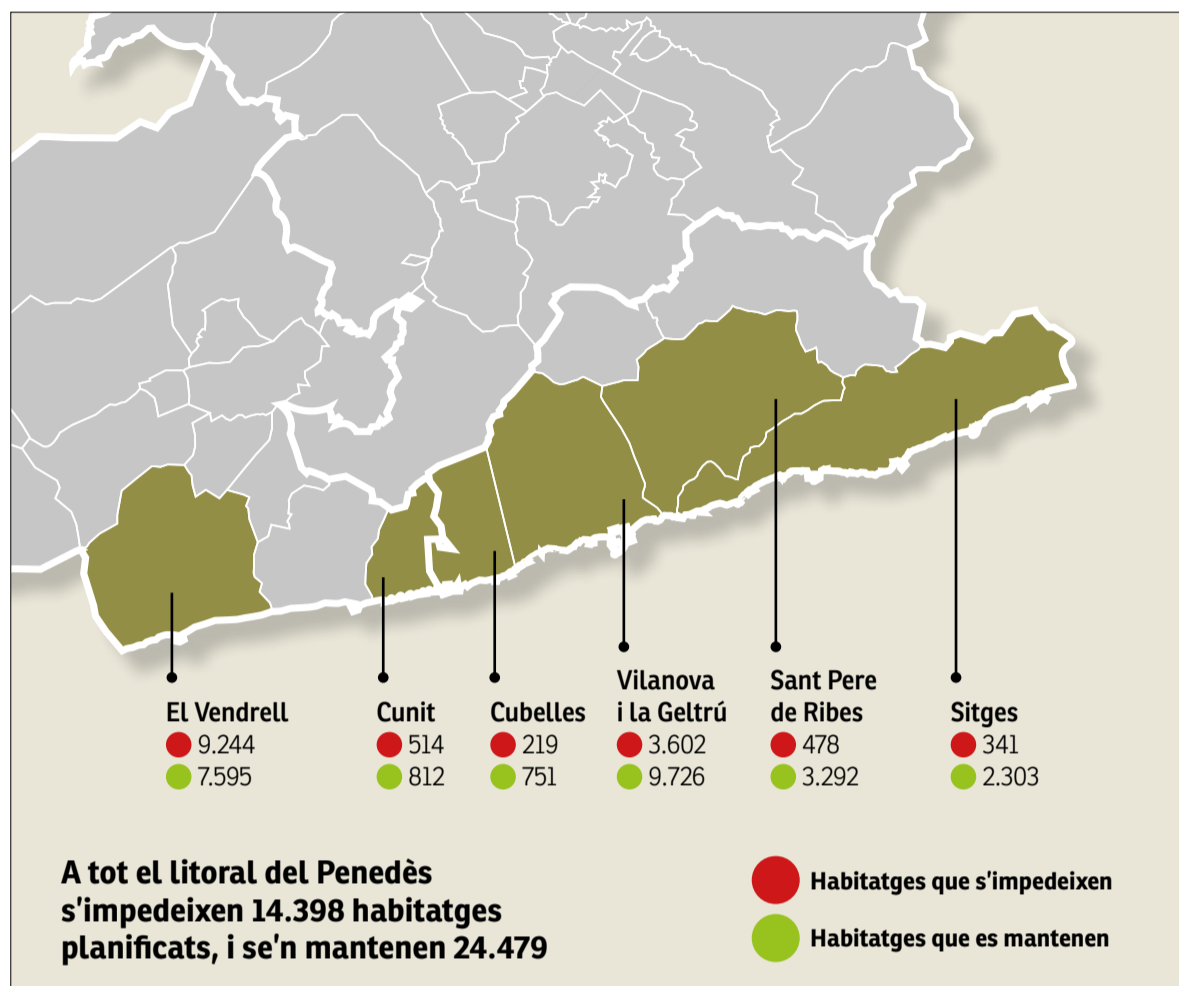 El Vendrell
9.244
7.595
Cunit
514
812
Cubelles
219
751
Vilanova
i la Geltrú
3.602
9.726
Sant Pere
de Ribes
478
3.292
Sitges
341
2.303
A tot el litoral del Penedès
s'impedeixen 14.398 habitatges
planificats, i se'n mantenen 24.479
Habitatges que s'impedeixen
Habitatges que es mantenen